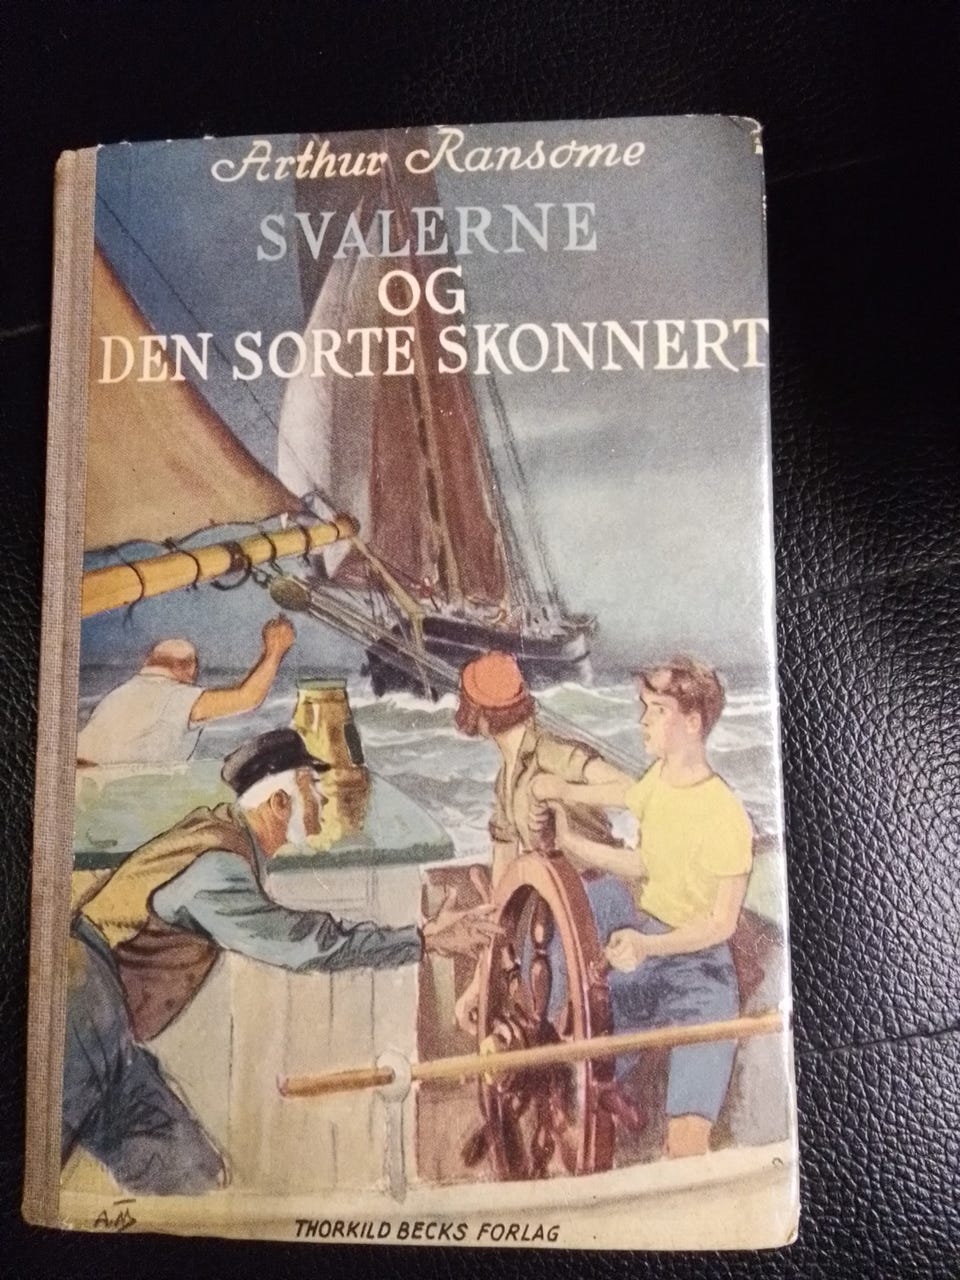 Arthur Ransome
SVALERNE
OG
DEN SORTE SKONNERT
THORKILD BECKS FORLAG